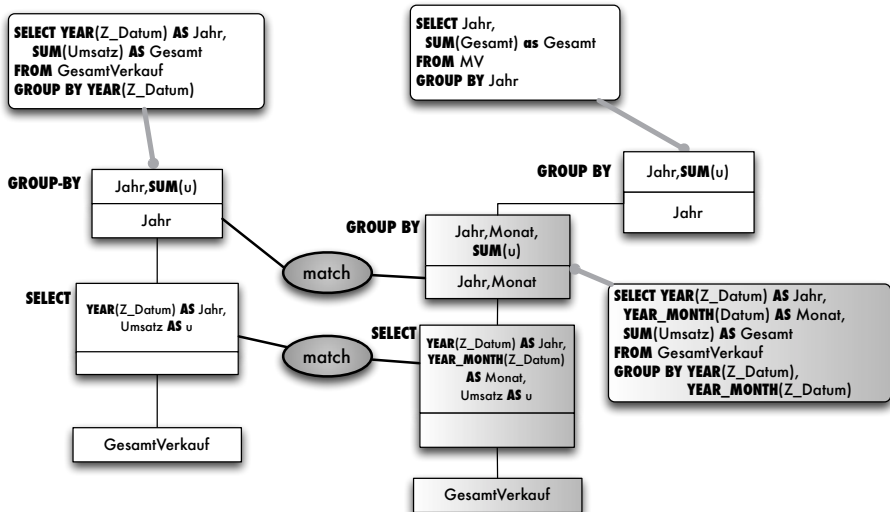 SELECT YEAR(Z_Datum) AS Jahr,
SUM(Umsatz) AS Gesamt
FROM GesamtVerkauf
GROUP BY YEAR(Z_Datum)
SELECT Jahr,
SUM(Gesamt) as Gesamt
FROM MV
GROUP BY Jahr
GROUP-BY
Jahr,SUM(u)
Jahr
GROUP BY
Jahr,SUM(u)
Jahr
GROUP BY
Jahr,Monat,
SUM(u)
Jahr,Monat
match
SELECT
YEAR(Z_Datum) AS Jahr,
Umsatz AS u
match
SELECT
YEAR(Z_Datum) AS Jahr,
YEAR_MONTH(Z_Datum)
AS Monat,
Umsatz AS u
SELECT YEAR(Z_Datum) AS Jahr,
YEAR_MONTH(Datum) AS Monat,
SUM(Umsatz) AS Gesamt
FROM GesamtVerkauf
GROUP BY YEAR(Z_Datum),
YEAR_MONTH(Z_Datum)
GesamtVerkauf
GesamtVerkauf